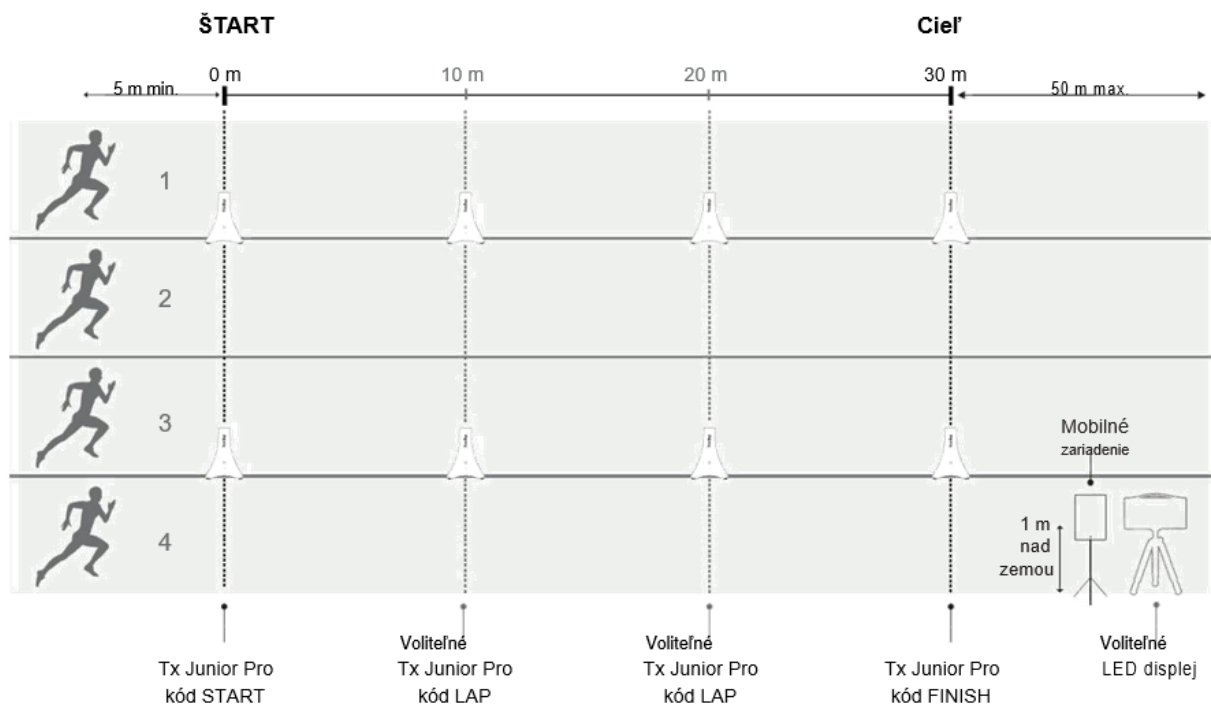 ŠTART
Cieľ
5 m min.
0 m
10 m
20 m
30 m
50 m max.
1
2
3
4
Mobilné
zariadenie
1 m
nad
zemou
Tx Junior Pro
kód START
Voliteľné
Tx Junior Pro
kód LAP
Voliteľné
Tx Junior Pro
kód LAP
Tx Junior Pro
kód FINISH
Voliteľné
LED displej